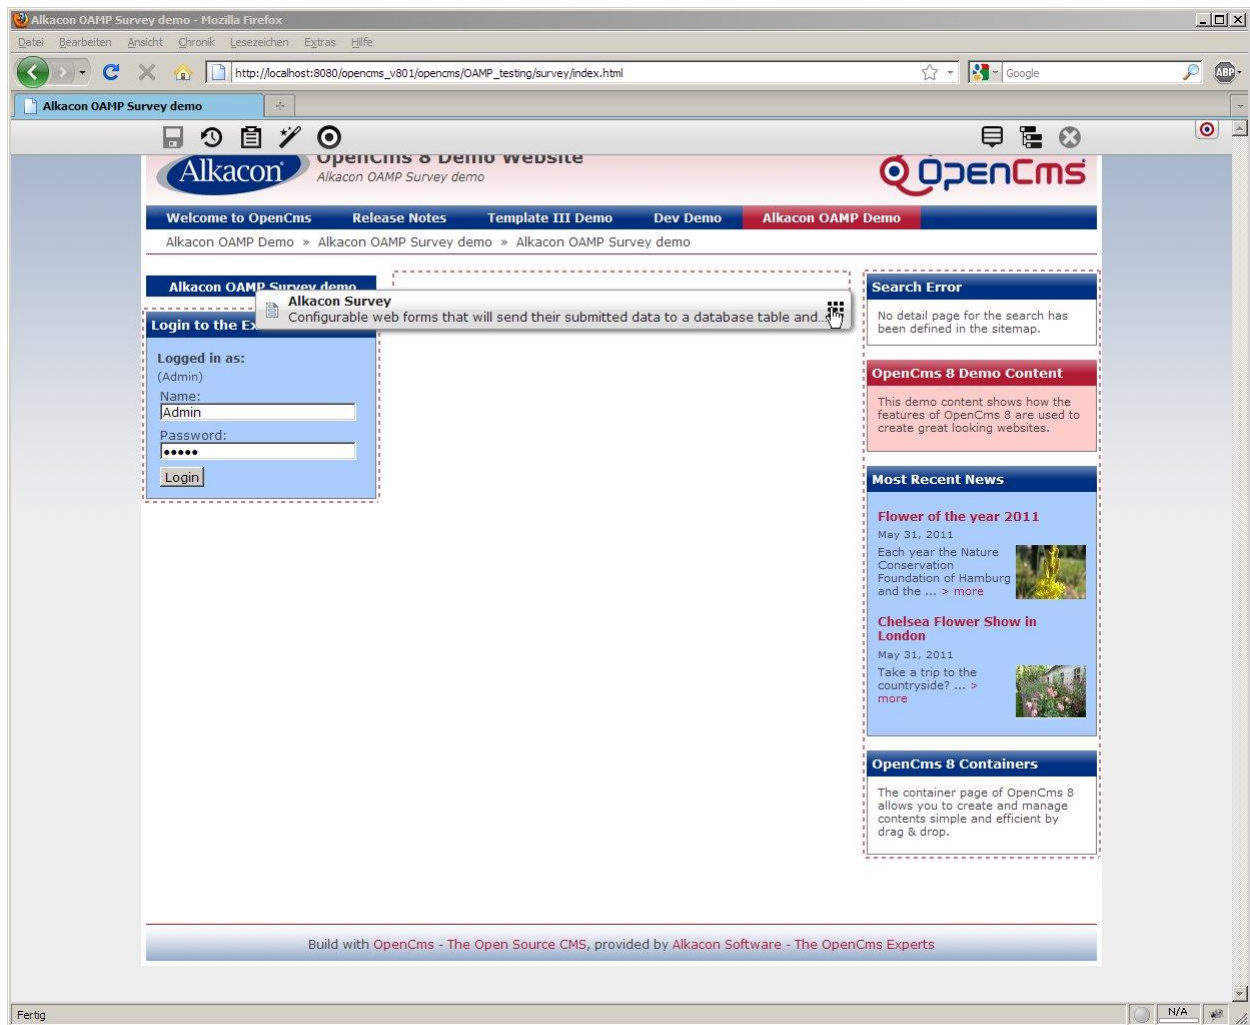 Alkacon OAMP Survey demo - Mozilla Firefox
Datei Bearbeiten Ansicht Chronik Lesezeichen Extras Hilfe
http://localhost:8080/opencms_v801/opencms/OAMP_testing/survey/index.html
Google
ABP
Alkacon OAMP Survey demo
Alkacon
OpenCms 8 Demo Website
Alkacon OAMP Survey demo
OpenCms
Welcome to OpenCms Release Notes Template III Demo Dev Demo Alkacon OAMP Demo
Alkacon OAMP Demo » Alkacon OAMP Survey demo » Alkacon OAMP Survey demo
Alkacon OAMP Survey demo
Alkacon Survey
Configurable web forms that will send their submitted data to a database table and...
Login to the Ex
Logged in as:
(Admin)
Name:
Admin
Password:
●●●●●
Login
Search Error
No detail page for the search has
been defined in the sitemap.
OpenCms 8 Demo Content
This demo content shows how the
features of OpenCms 8 are used to
create great looking websites.
Most Recent News
Flower of the year 2011
May 31, 2011
Each year the Nature
Conservation
Foundation of Hamburg
and the ... > more
Chelsea Flower Show in
London
May 31, 2011
Take a trip to the
countryside? ... >
more
OpenCms 8 Containers
The container page of OpenCms 8
allows you to create and manage
contents simple and efficient by
drag & drop.
Build with OpenCms - The Open Source CMS, provided by Alkacon Software - The OpenCms Experts
Fertig
N/A